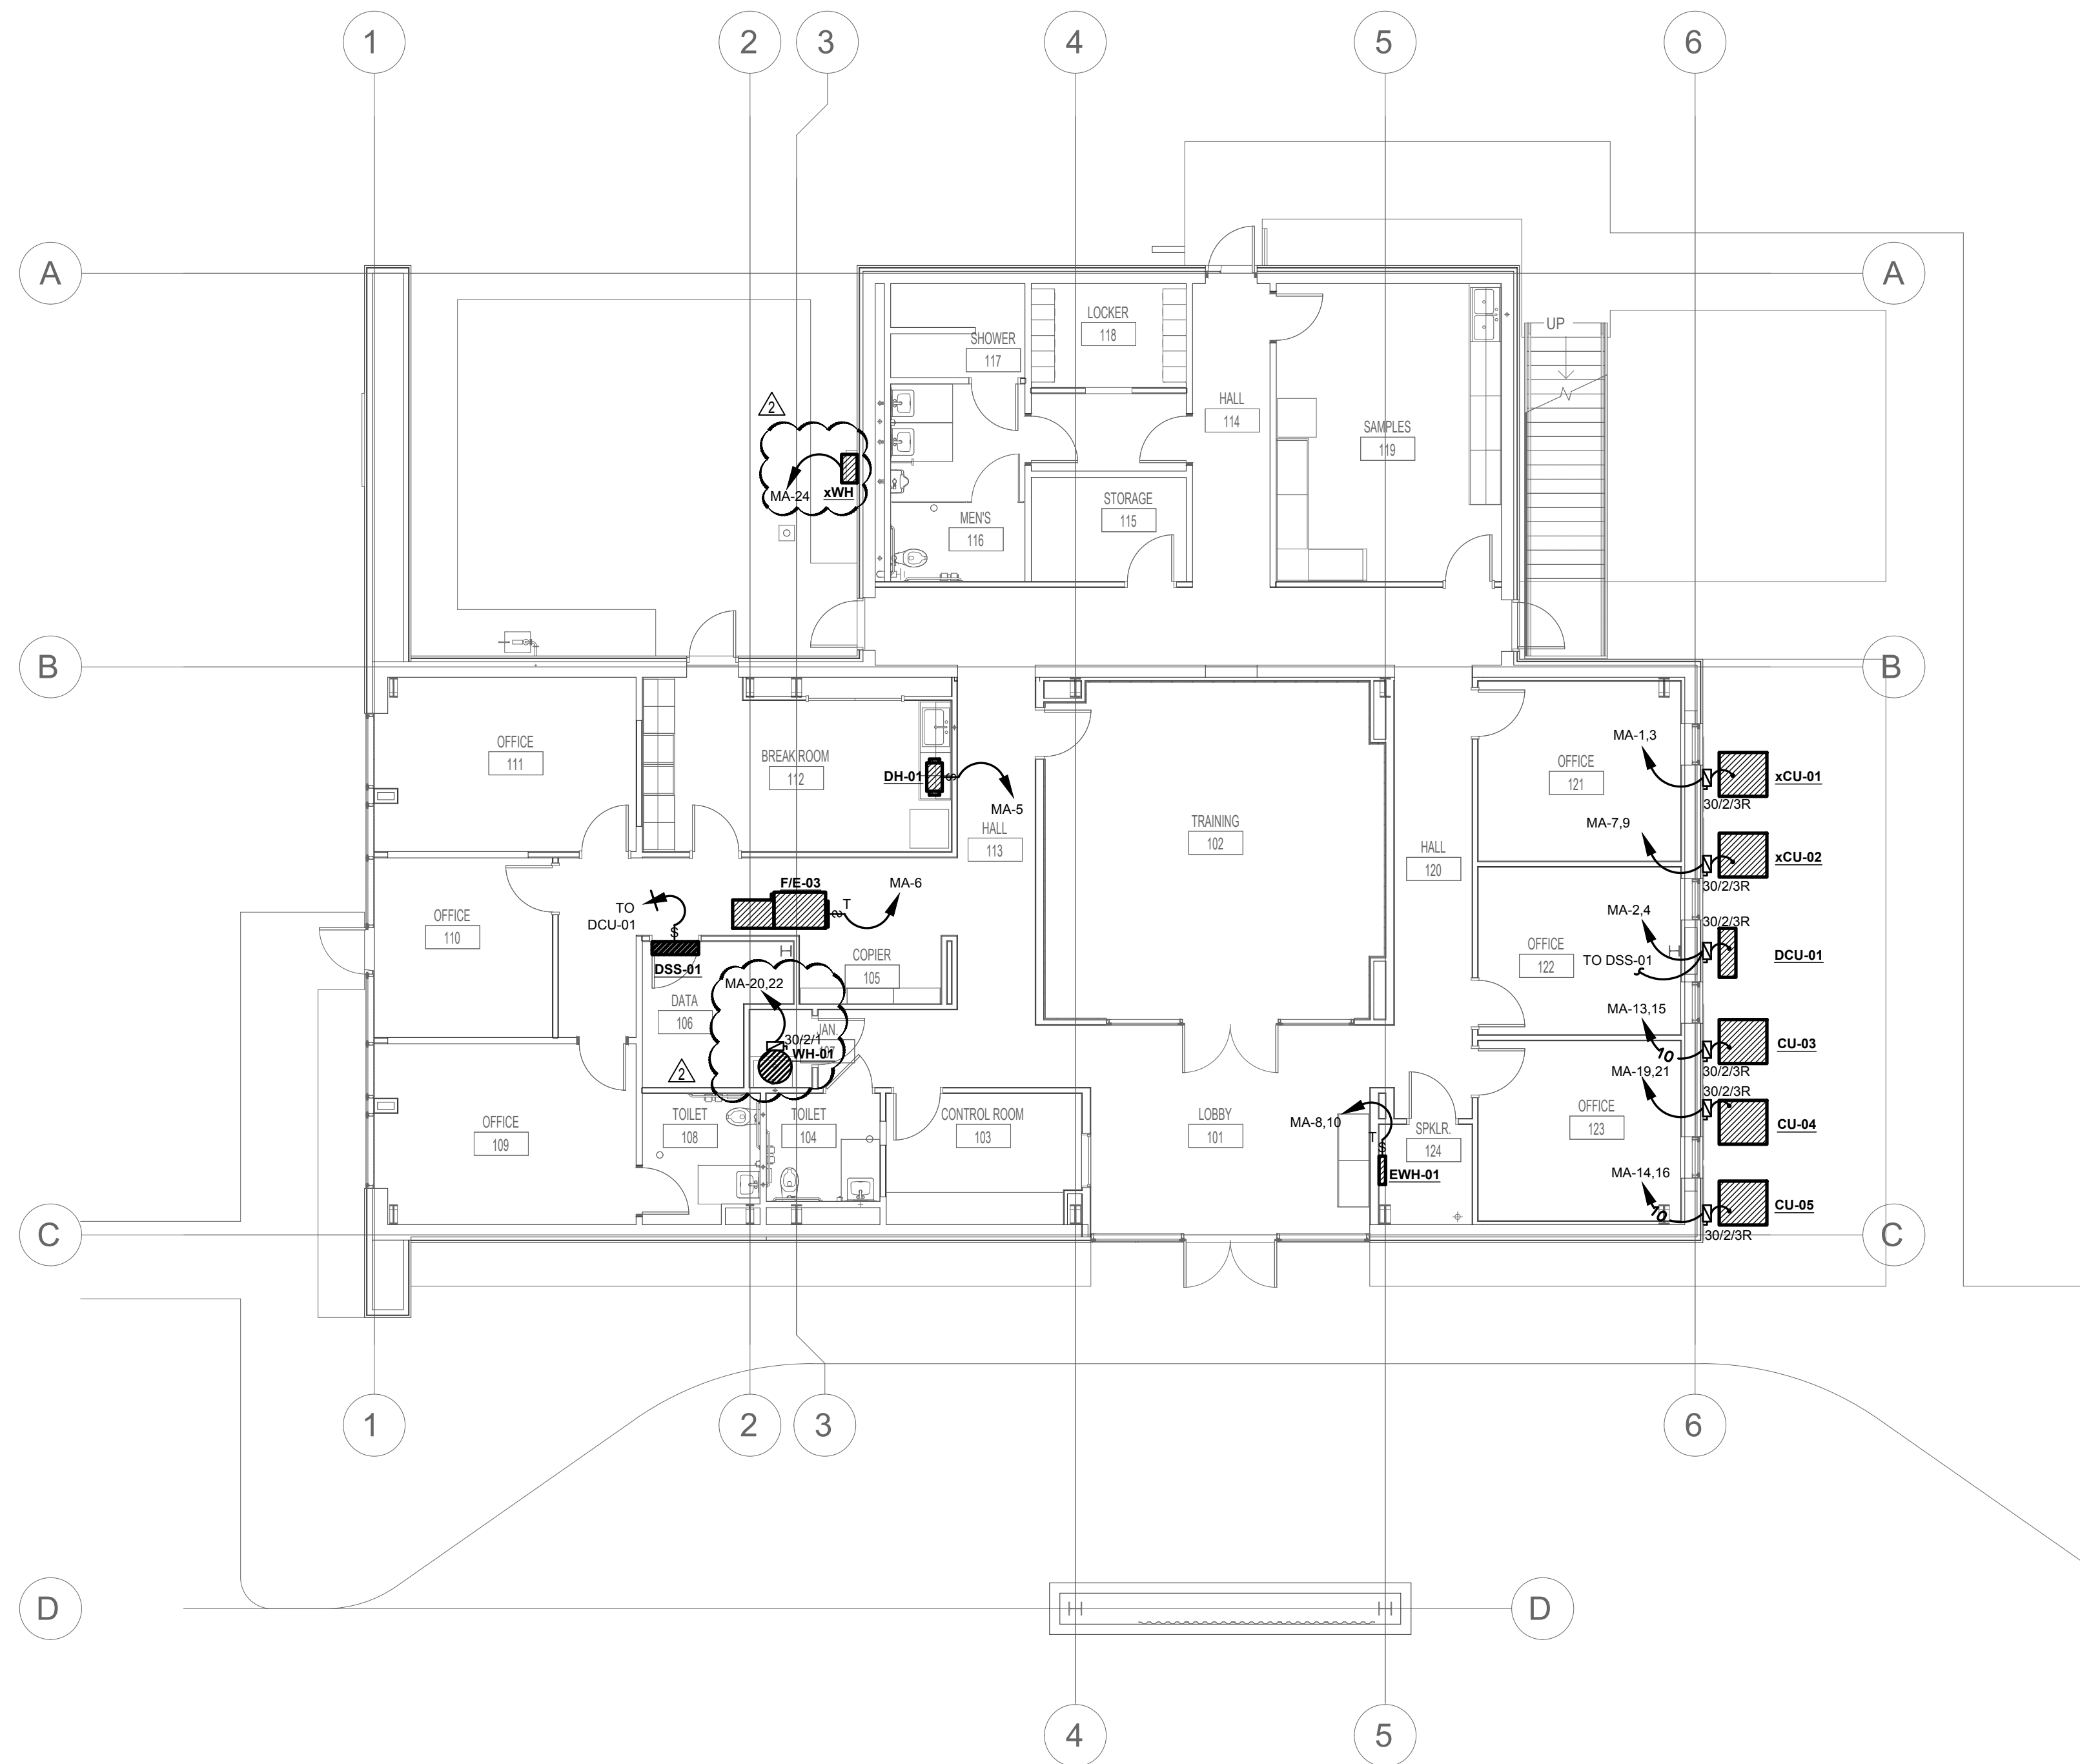 1
2
3
4
5
6
A
A
UP
LOCKER
118
SHOWER
117
HALL
114
SAMPLES
119
2
MA-24
xWH
STORAGE
115
MEN'S
116
B
B
OFFICE
111
BREAK ROOM
112
DH-01
S
MA-5
HALL
113
TRAINING
102
HALL
120
OFFICE
121
MA-1,3
xCU-01
30/2/3R
MA-7,9
xCU-02
30/2/3R
F/E-03
MA-6
T
S
TO
DCU-01
S
DSS-01
OFFICE
110
COPIER
105
MA-2,4
30/2/3R
OFFICE
122
TO DSS-01
DCU-01
MA-20,22
DATA
106
JAN.
30/2/1
WH-01
2
MA-13,15
10
CU-03
30/2/3R
MA-19,21
30/2/3R
CU-04
OFFICE
109
TOILET
108
TOILET
104
CONTROL ROOM
103
LOBBY
101
MA-8,10
T
S
SPKLR.
124
EWH-01
OFFICE
123
MA-14,16
10
CU-05
30/2/3R
C
C
1
2
3
6
D
D
4
5